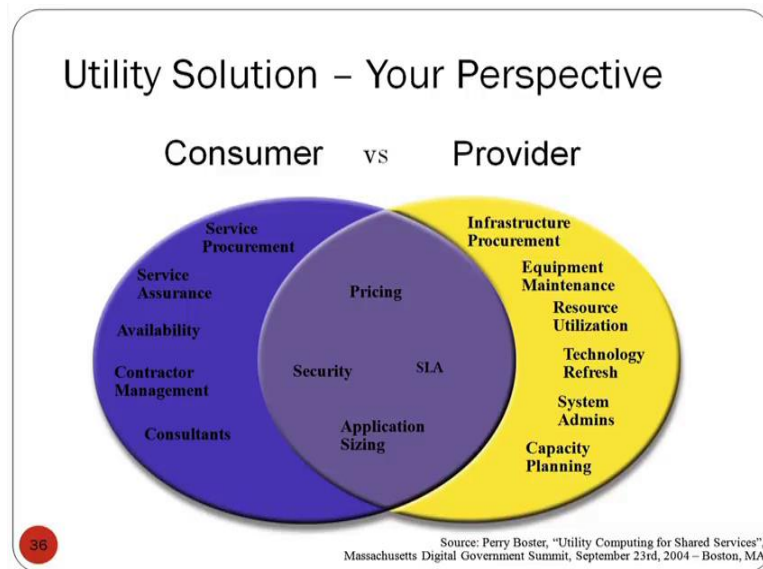 Utility Solution – Your Perspective
Consumer vs Provider
Service
Procurement
Service
Assurance
Availability
Contractor
Management
Consultants
Pricing
Security
SLA
Application
Sizing
Infrastructure
Procurement
Equipment
Maintenance
Resource
Utilization
Technology
Refresh
System
Admins
Capacity
Planning
36
Source: Perry Boster, “Utility Computing for Shared Services”,
Massachusetts Digital Government Summit, September 23rd, 2004 – Boston, MA